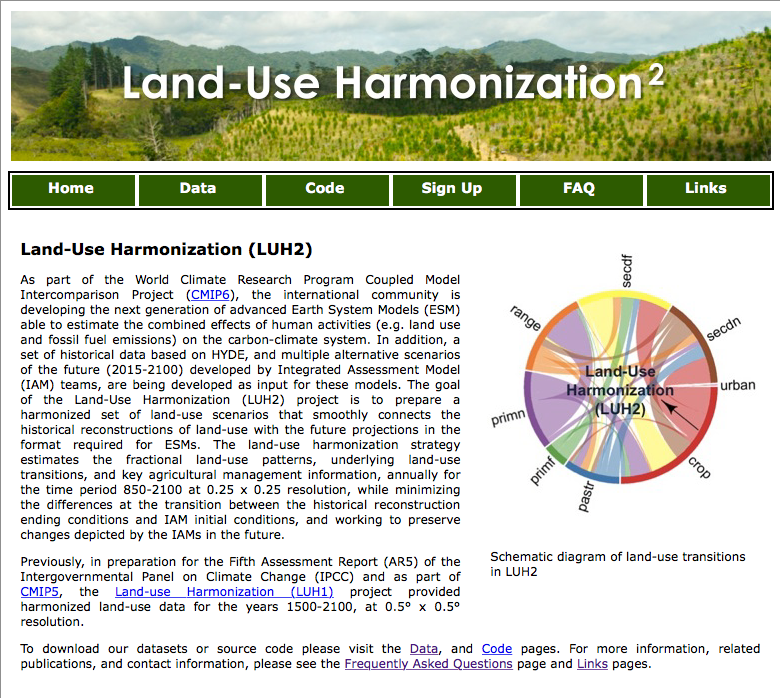 Land-Use Harmonization²
Home Data Code Sign Up FAQ Links
Land-Use Harmonization (LUH2)
As part of the World Climate Research Program Coupled Model
Intercomparison Project (CMIP6), the international community is
developing the next generation of advanced Earth System Models (ESM)
able to estimate the combined effects of human activities (e.g. land use
and fossil fuel emissions) on the carbon-climate system. In addition, a
set of historical data based on HYDE, and multiple alternative scenarios
of the future (2015-2100) developed by Integrated Assessment Model
(IAM) teams, are being developed as input for these models. The goal
of the Land-Use Harmonization (LUH2) project is to prepare a
harmonized set of land-use scenarios that smoothly connects the
historical reconstructions of land-use with the future projections in the
format required for ESMs. The land-use harmonization strategy
estimates the fractional land-use patterns, underlying land-use
transitions, and key agricultural management information, annually for
the time period 850-2100 at 0.25 x 0.25 resolution, while minimizing
the differences at the transition between the historical reconstruction
ending conditions and IAM initial conditions, and working to preserve
changes depicted by the IAMs in the future.
Previously, in preparation for the Fifth Assessment Report (AR5) of the
Intergovernmental Panel on Climate Change (IPCC) and as part of
CMIP5, the Land-use Harmonization (LUH1) project provided
harmonized land-use data for the years 1500-2100, at 0.5° x 0.5°
resolution.
secdf
secdn
urban
crop
pastr
primf
primn
range
Land-Use
Harmonization
(LUH2)
Schematic diagram of land-use transitions
in LUH2
To download our datasets or source code please visit the Data, and Code pages. For more information, related
publications, and contact information, please see the Frequently Asked Questions page and Links pages.